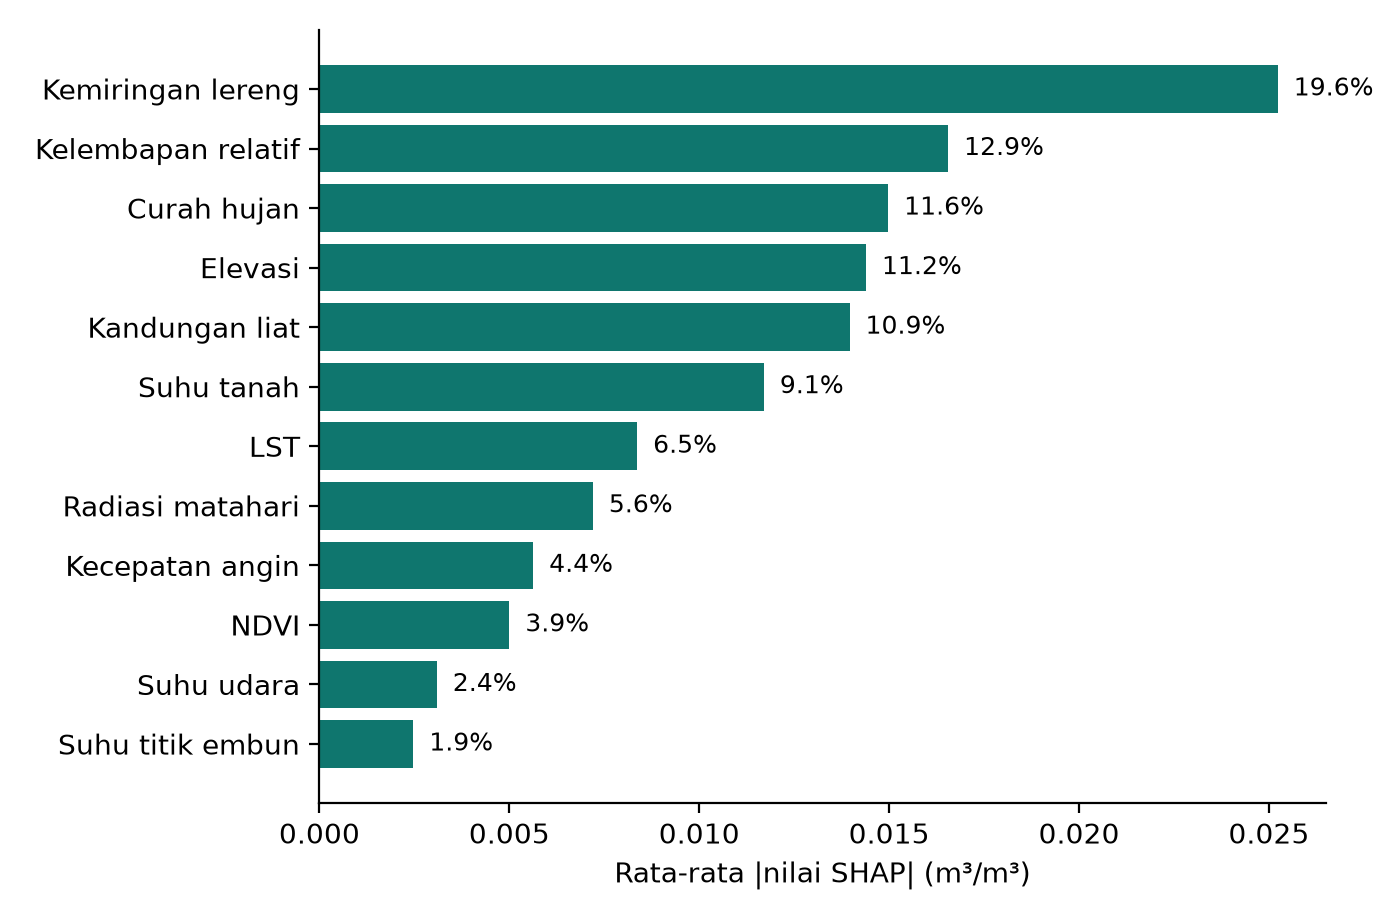 Kemiringan lereng 19.6%
Kelembapan relatif 12.9%
Curah hujan 11.6%
Elevasi 11.2%
Kandungan liat 10.9%
Suhu tanah 9.1%
LST 6.5%
Radiasi matahari 5.6%
Kecepatan angin 4.4%
NDVI 3.9%
Suhu udara 2.4%
Suhu titik embun 1.9%
0.000 0.005 0.010 0.015 0.020 0.025
Rata-rata |nilai SHAP| (m³/m³)